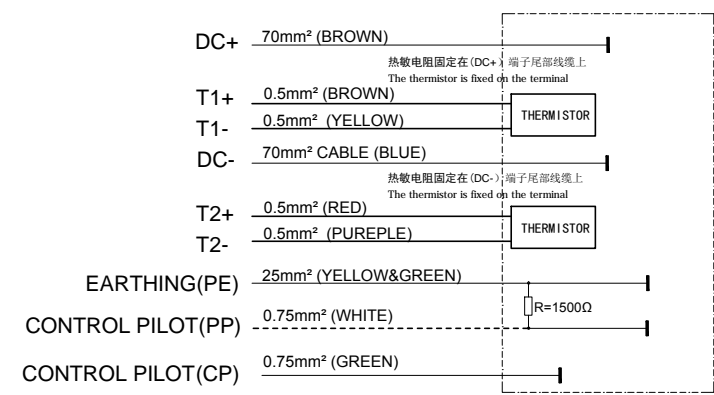 DC+ 70mm² (BROWN)
热敏电阻固定在(DC+)端子尾部线缆上
The thermistor is fixed on the terminal
T1+ 0.5mm² (BROWN)
THERMISTOR
T1- 0.5mm² (YELLOW)
DC- 70mm² CABLE (BLUE)
热敏电阻固定在(DC-)端子尾部线缆上
The thermistor is fixed on the terminal
T2+ 0.5mm² (RED)
THERMISTOR
T2- 0.5mm² (PUREPLE)
EARTHING(PE) 25mm² (YELLOW&GREEN)
R=1500Ω
CONTROL PILOT(PP) 0.75mm² (WHITE)
CONTROL PILOT(CP) 0.75mm² (GREEN)